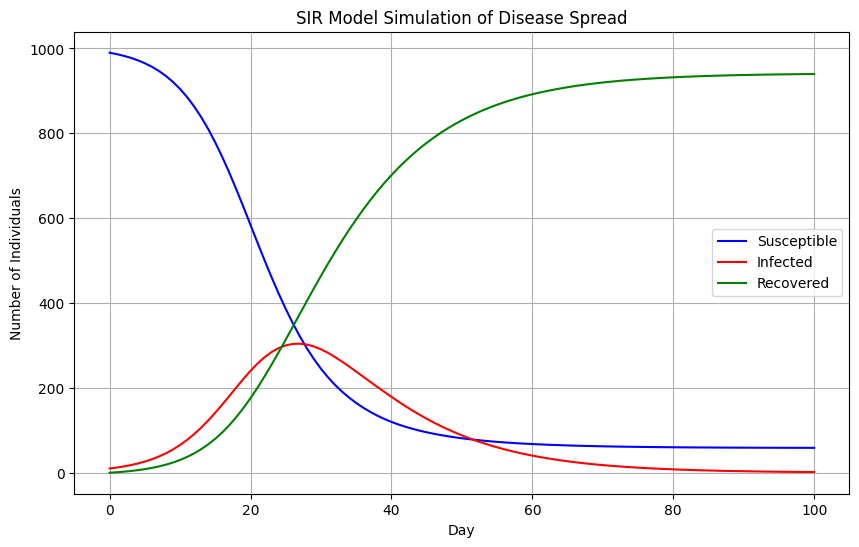 SIR Model Simulation of Disease Spread
Number of Individuals
1000
800
600
400
200
0
Susceptible
Infected
Recovered
0 20 40 60 80 100
Day